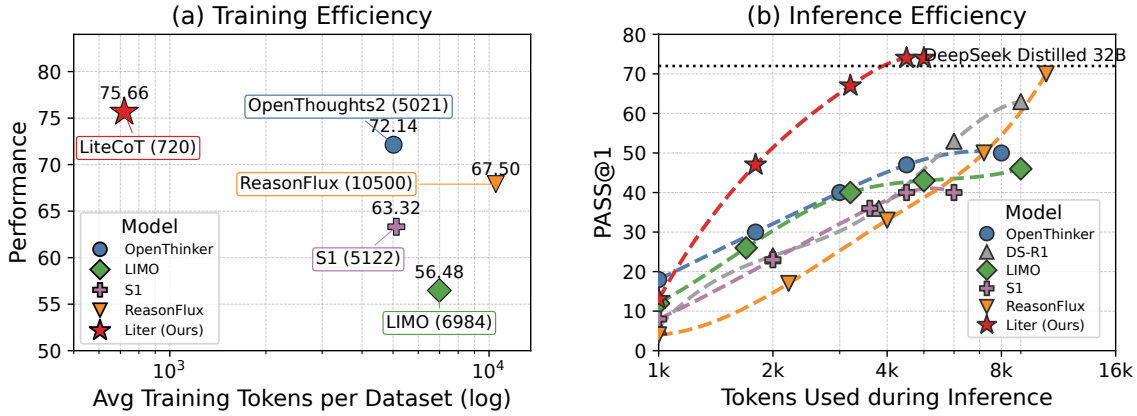 (a) Training Efficiency
Performance
80
75
70
65
60
55
50
75.66
LiteCoT (720)
OpenThoughts2 (5021)
72.14
67.50
ReasonFlux (10500)
63.32
S1 (5122)
56.48
LIMO (6984)
Model
OpenThinker
LIMO
S1
ReasonFlux
Liter (Ours)
10^3
10^4
Avg Training Tokens per Dataset (log)
(b) Inference Efficiency
PASS@1
80
70
60
50
40
30
20
10
0
DeepSeek Distilled 32B
Model
OpenThinker
DS-R1
LIMO
S1
ReasonFlux
Liter (Ours)
1k
2k
4k
8k
16k
Tokens Used during Inference